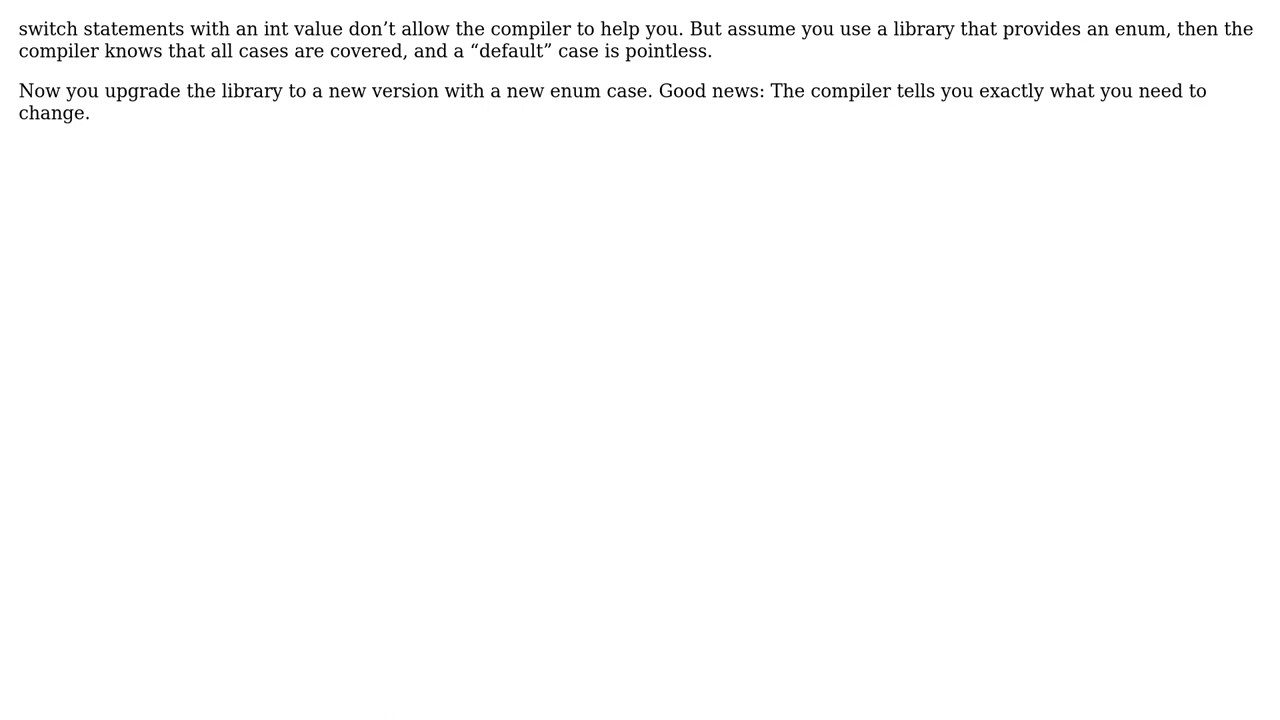 switch statements with an int value don’t allow the compiler to help you. But assume you use a library that provides an enum, then the
compiler knows that all cases are covered, and a “default” case is pointless.
Now you upgrade the library to a new version with a new enum case. Good news: The compiler tells you exactly what you need to
change.